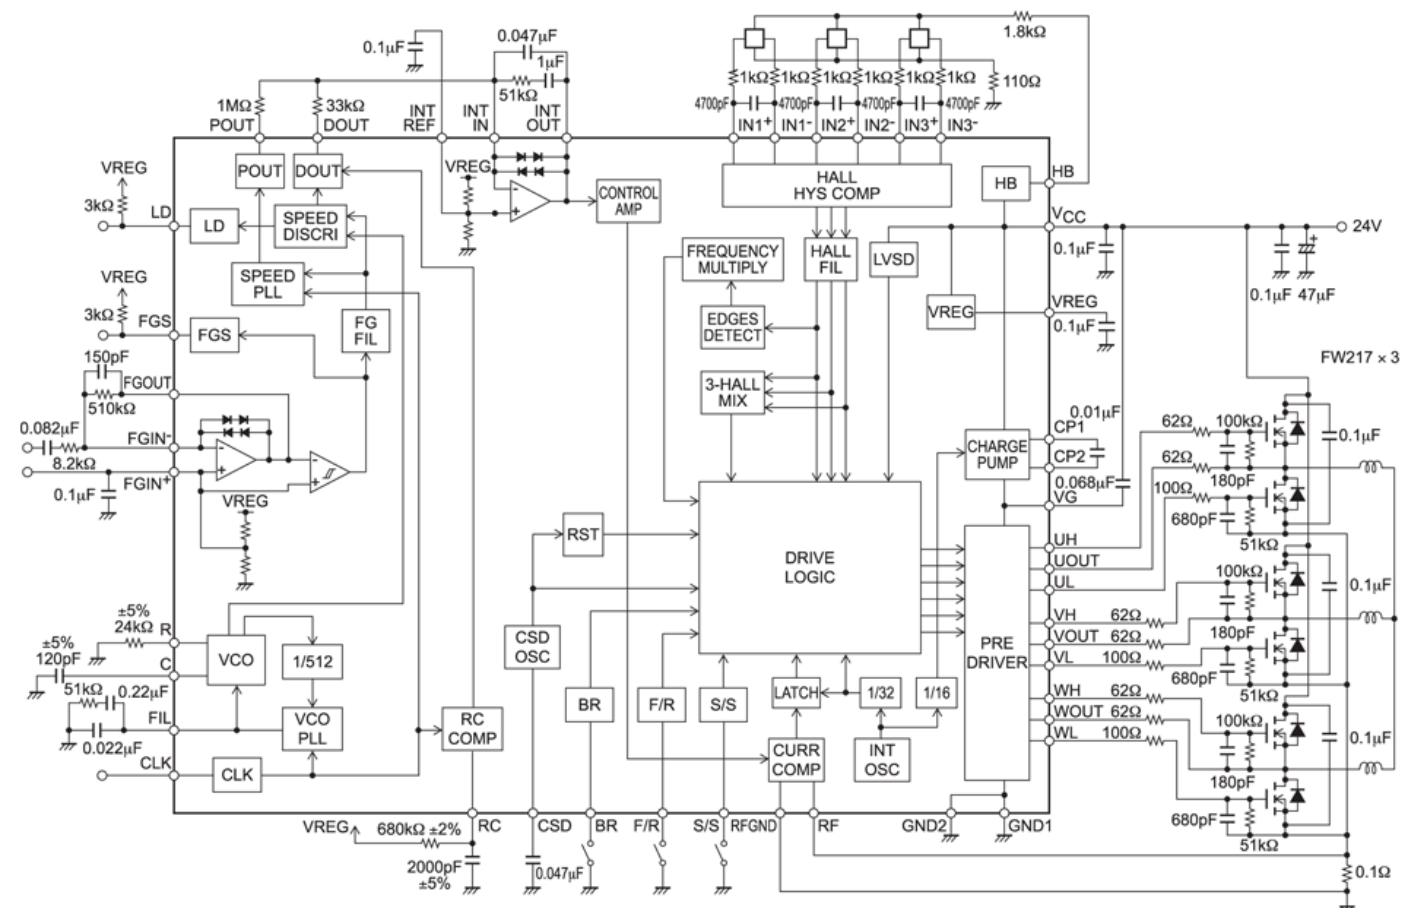 0.1µF
0.047µF
1µF
51kΩ
1MΩ
POUT
33kΩ
DOUT
INT
REF
INT
IN
INT
OUT
1.8kΩ
1kΩ
1kΩ
1kΩ
1kΩ
1kΩ
1kΩ
110Ω
4700pF
4700pF
4700pF
4700pF
IN1+
IN1-
IN2+
IN2-
IN3+
IN3-
VREG
3kΩ
LD
LD
POUT
DOUT
SPEED
DISCRI
SPEED
PLL
VREG
CONTROL
AMP
HALL
HYS COMP
HB
HB
VCC
24V
0.1µF
0.1µF
47µF
FREQUENCY
MULTIPLY
HALL
FIL
LVSD
VREG
VREG
0.1µF
EDGES
DETECT
3-HALL
MIX
VREG
3kΩ
FGS
FGS
FG
FIL
150pF
FGOUT
510kΩ
0.082µF
FGIN-
8.2kΩ
FGIN+
0.1µF
VREG
FW217 × 3
CHARGE
PUMP
CP1
0.01µF
CP2
0.068µF
VG
62Ω
100kΩ
0.1µF
62Ω
180pF
100Ω
680pF
51kΩ
RST
DRIVE
LOGIC
CSD
OSC
BR
F/R
S/S
LATCH
1/32
1/16
CURR
COMP
INT
OSC
PRE
DRIVER
UH
UOUT
UL
VH
62Ω
VOUT
62Ω
VL
100Ω
100kΩ
0.1µF
180pF
680pF
51kΩ
WH
62Ω
WOUT
62Ω
WL
100Ω
100kΩ
0.1µF
180pF
680pF
51kΩ
±5%
24kΩ
R
±5%
120pF
C
51kΩ
0.22µF
FIL
0.022µF
CLK
VCO
1/512
VCO
PLL
CLK
RC
COMP
VREG
680kΩ ±2%
RC
2000pF
±5%
CSD
0.047µF
BR
F/R
S/S
RFGND
RF
GND2
GND1
0.1Ω